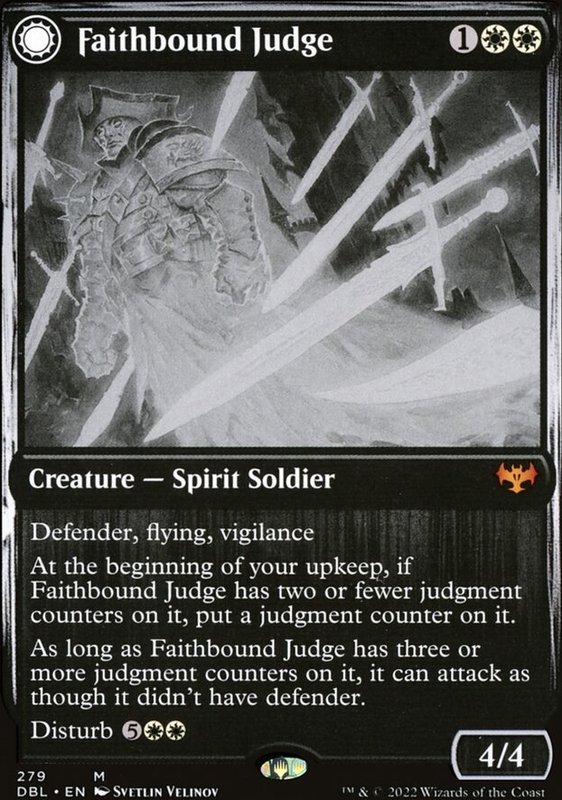 Faithbound Judge 1
Creature — Spirit Soldier
Defender, flying, vigilance
At the beginning of your upkeep, if
Faithbound Judge has two or fewer judgment
counters on it, put a judgment counter on it.
As long as Faithbound Judge has three or
more judgment counters on it, it can attack as
though it didn't have defender.
Disturb 5
4/4
279 M
DBL • EN Svetlin Velinov
™ & © 2022 Wizards of the Coast